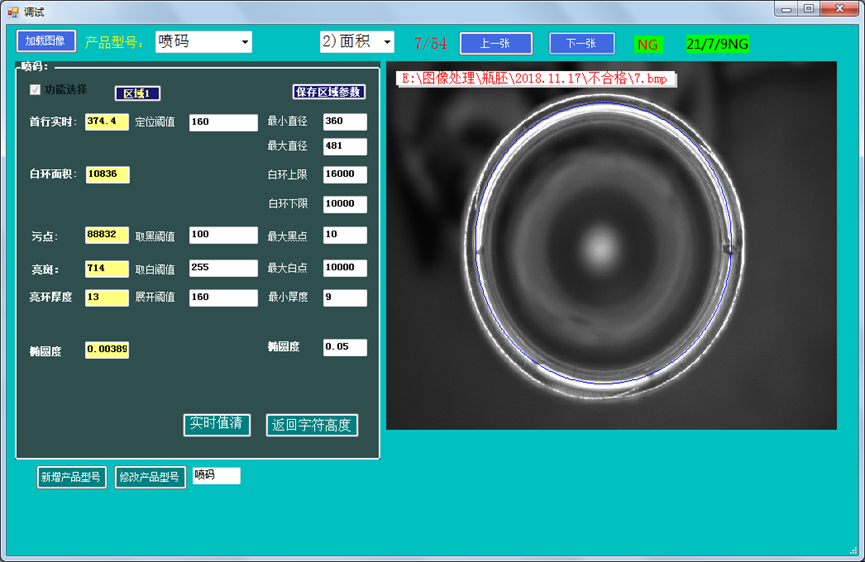 调试
加载图像 产品型号： 喷码 2)面积 7/54 上一张 下一张 NG 21/7/9NG
喷码：
功能选择 区域1 保存区域参数
首行实时: 374.4 定位阈值 160 最小直径 360
最大直径 481
白环面积: 10836 白环上限 16000
白环下限 10000
污点： 88832 取黑阈值 100 最大黑点 10
亮斑： 714 取白阈值 255 最大白点 10000
亮环厚度 13 展开阈值 160 最小厚度 9
椭圆度 0.00389 椭圆度 0.05
实时值清 返回字符高度
新增产品型号 修改产品型号 喷码
E:\图像处理\瓶胚\2018.11.17\不合格\7.bmp